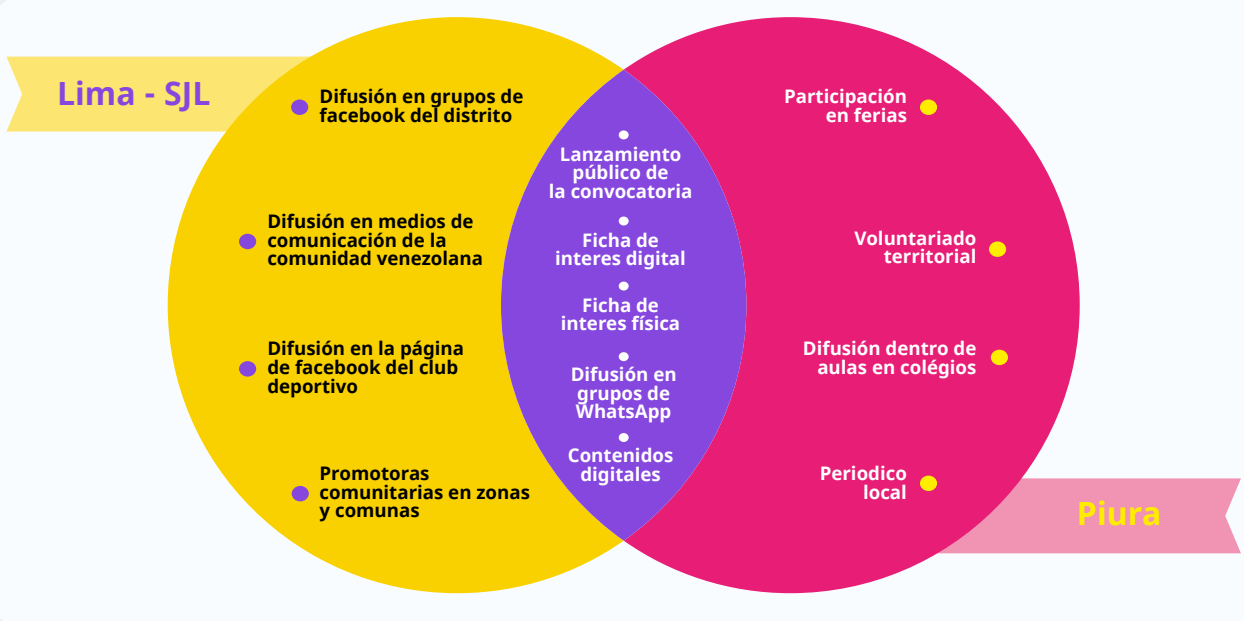 Lima - SJL
Difusión en grupos de
facebook del distrito
Difusión en medios de
comunicación de la
comunidad venezolana
Difusión en la página
de facebook del club
deportivo
Promotoras
comunitarias en zonas
y comunas
Lanzamiento
público de
la convocatoria
Ficha de
interes digital
Ficha de
interes física
Difusión en
grupos de
WhatsApp
Contenidos
digitales
Participación
en ferias
Voluntariado
territorial
Difusión dentro de
aulas en colégios
Periodico
local
Piura